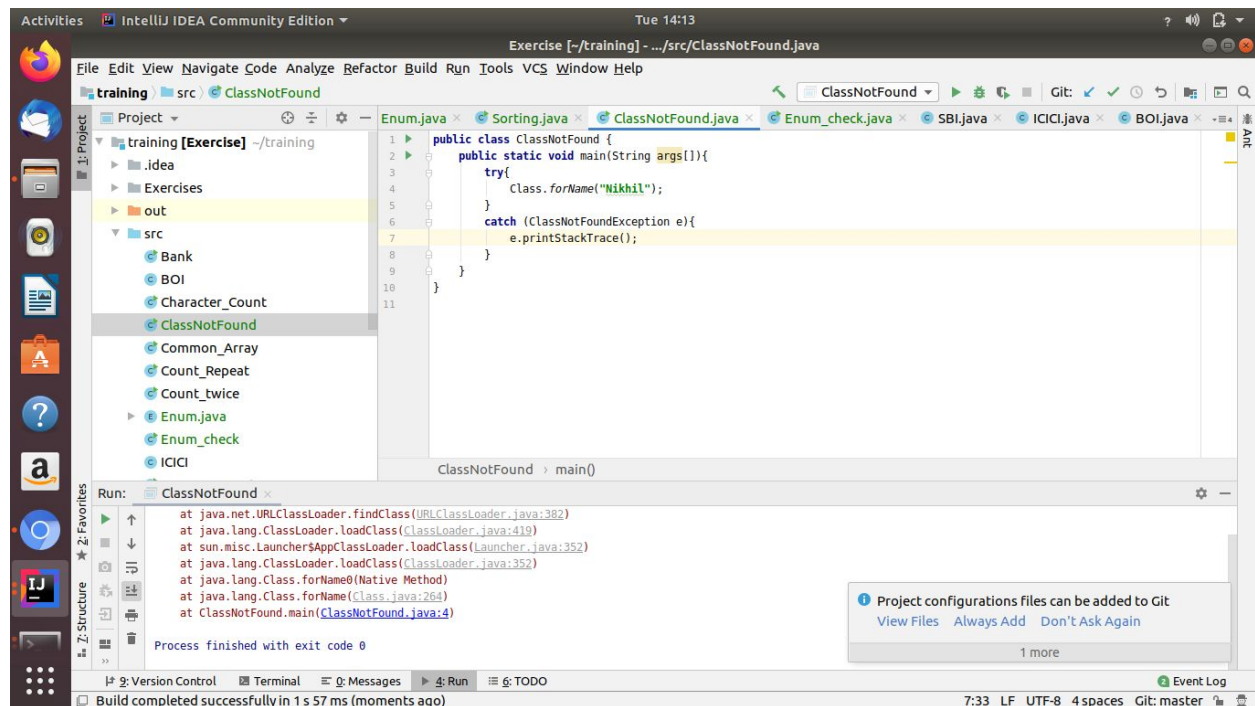 Activities IntelliJ IDEA Community Edition Tue 14:13
Exercise [~/training] - .../src/ClassNotFound.java
File Edit View Navigate Code Analyze Refactor Build Run Tools VCS Window Help
training src ClassNotFound ClassNotFound Git:
1: Project
Project
training [Exercise] ~/training
.idea
Exercises
out
src
Bank
BOI
Character_Count
ClassNotFound
Common_Array
Count_Repeat
Count_twice
Enum.java
Enum_check
ICICI
Enum.java Sorting.java ClassNotFound.java Enum_check.java SBI.java ICICI.java BOI.java
Ant
1 public class ClassNotFound {
2 public static void main(String args[]){
3 try{
4 Class.forName("Nikhil");
5 }
6 catch (ClassNotFoundException e){
7 e.printStackTrace();
8 }
9 }
10 }
11
ClassNotFound › main()
2: Favorites
Z: Structure
Run: ClassNotFound
at java.net.URLClassLoader.findClass(URLClassLoader.java:382)
at java.lang.ClassLoader.loadClass(ClassLoader.java:419)
at sun.misc.Launcher$AppClassLoader.loadClass(Launcher.java:352)
at java.lang.ClassLoader.loadClass(ClassLoader.java:352)
at java.lang.Class.forName0(Native Method)
at java.lang.Class.forName(Class.java:264)
at ClassNotFound.main(ClassNotFound.java:4)
Process finished with exit code 0
Project configurations files can be added to Git
View Files Always Add Don't Ask Again
1 more
9: Version Control Terminal 0: Messages 4: Run 6: TODO 2 Event Log
Build completed successfully in 1 s 57 ms (moments ago) 7:33 LF UTF-8 4 spaces Git: master